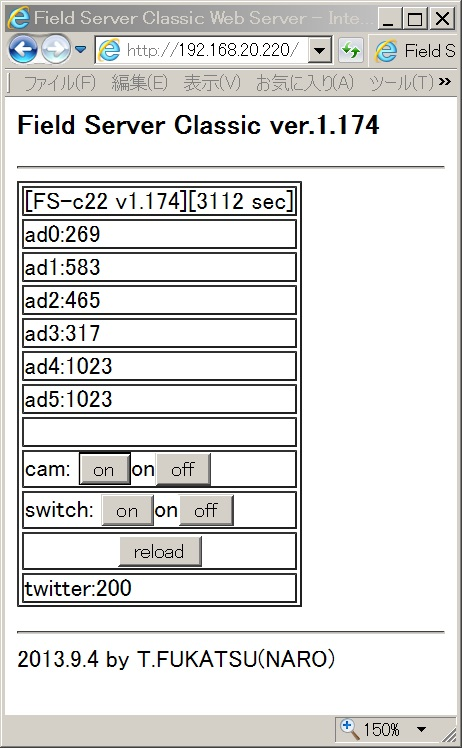 Field Server Classic Web Server - Inte...
http://192.168.20.220/
Field S
ファイル(F) 編集(E) 表示(V) お気に入り(A) ツール(T) »
Field Server Classic ver.1.174
[FS-c22 v1.174][3112 sec]
ad0:269
ad1:583
ad2:465
ad3:317
ad4:1023
ad5:1023
cam: on on off
switch: on on off
reload
twitter:200
2013.9.4 by T.FUKATSU(NARO)
150%